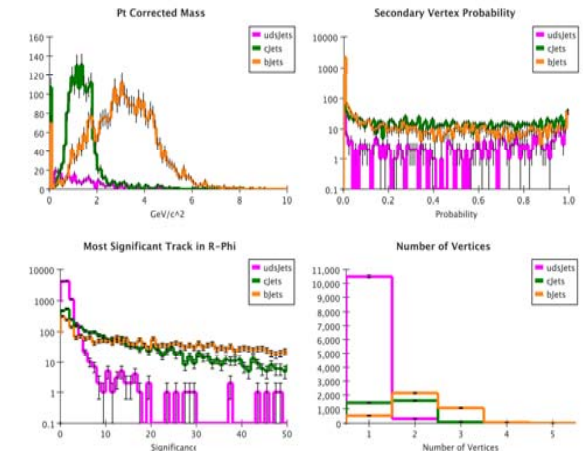 Pt Corrected Mass
udsJets
cJets
bJets
160
140
120
100
80
60
40
20
0
0 2 4 6 8 10
GeV/c^2
Secondary Vertex Probability
udsJets
cJets
bJets
10000
1000
100
10
1
0.1
0.0 0.2 0.4 0.6 0.8 1.0
Probability
Most Significant Track in R-Phi
udsJets
cJets
bJets
10000
1000
100
10
1
0.1
0 10 20 30 40 50
Significance
Number of Vertices
udsJets
cJets
bJets
11,000
10,000
9,000
8,000
7,000
6,000
5,000
4,000
3,000
2,000
1,000
0
1 2 3 4 5
Number of Vertices